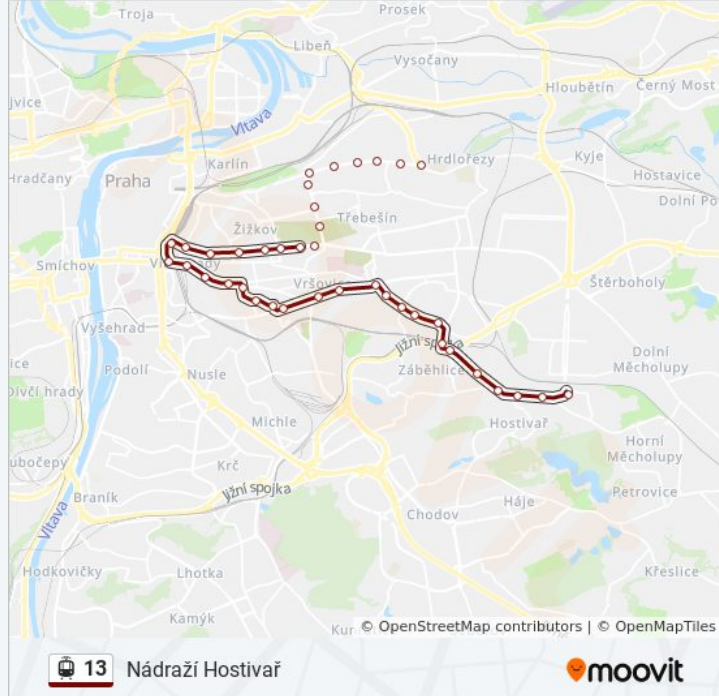 Troja
Prosek
Libeň
Vysočany
Hloubětín
Černý Most
ejvice
Vltava
Karlín
Hrdlořezy
Kyje
Hradčany
Praha
Hostavice
Dolní Po
Žižkov
Třebešín
Smíchov
Vršovice
Štěrboholy
Vyšehrad
Jižní spojka
Dolní
Měcholupy
ice
Podolí
Nusle
Záběhlice
Dívčí hrady
Michle
Hostivař
Horní
Měcholupy
ubočepy
Krč
Jižní spojka
Braník
Háje
Petrovice
Vltava
Chodov
Hodkovičky
Lhotka
Křeslice
Kamýk
© OpenStreetMap contributors | © OpenMapTiles
13 Nádraží Hostivař
moovit